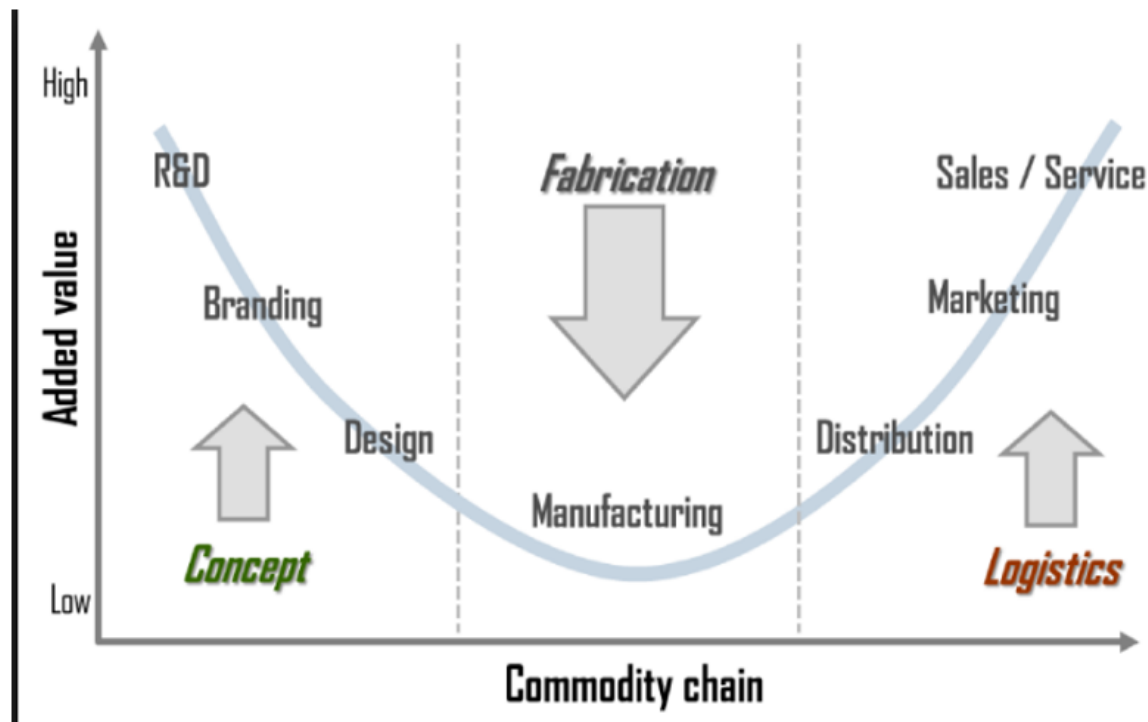 High
R&D
Fabrication
Sales / Service
Branding
Marketing
Added value
Design
Distribution
Manufacturing
Concept
Logistics
Low
Commodity chain